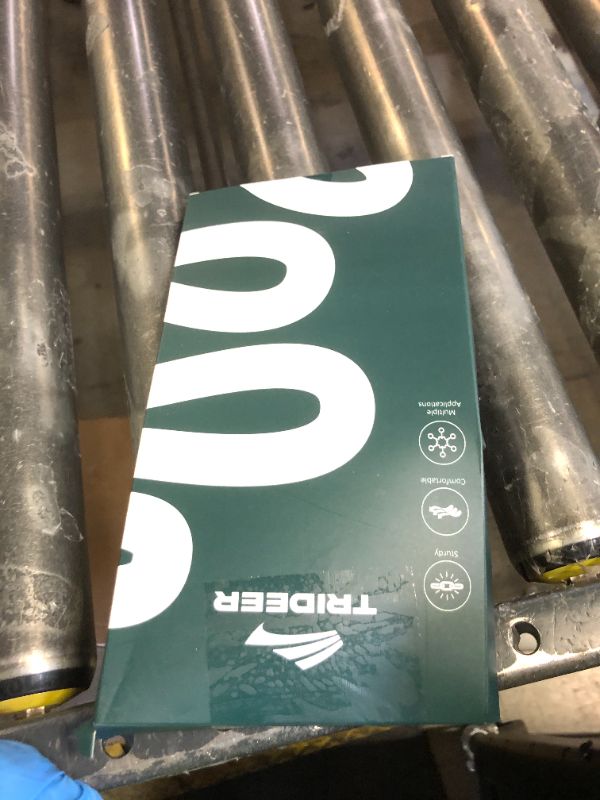 TRIDEER
Sturdy
Comfortable
Multiple
Applications